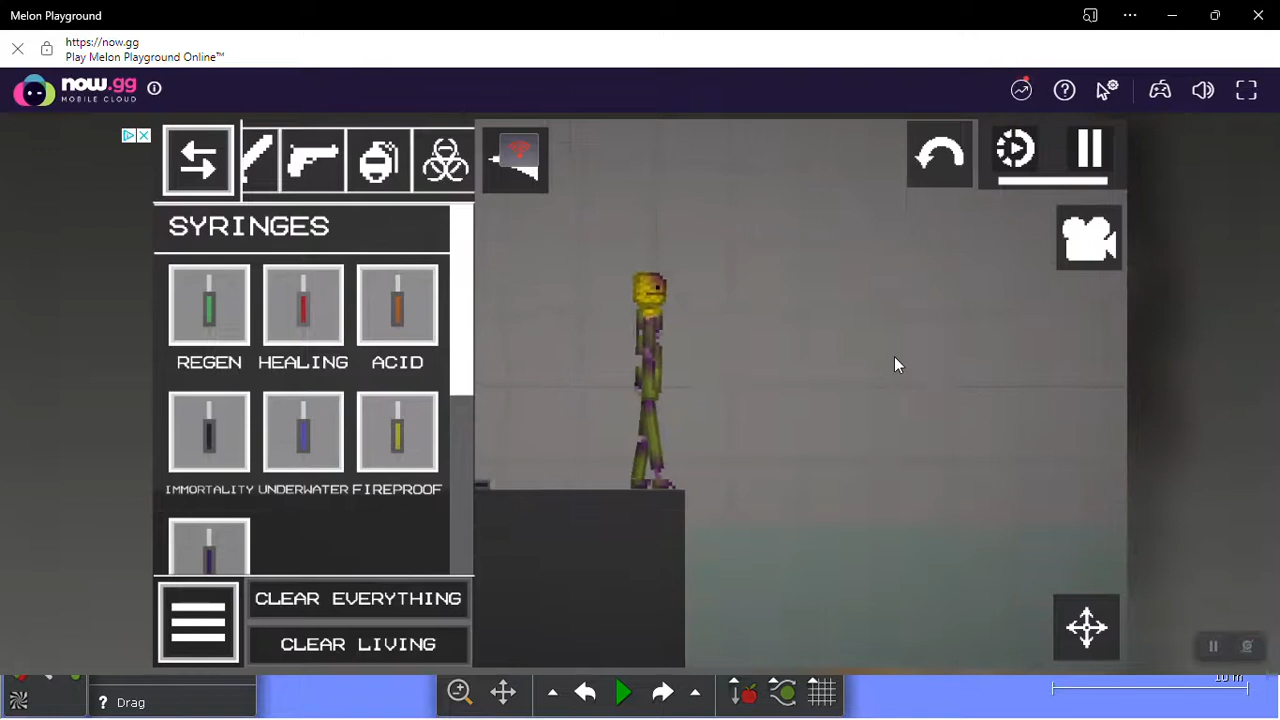 Melon Playground
https://now.gg
Play Melon Playground Online™
now.gg
MOBILE CLOUD
SYRINGES
REGEN HEALING ACID
IMMORTALITY UNDERWATER FIREPROOF
CLEAR EVERYTHING
CLEAR LIVING
Drag
10 m